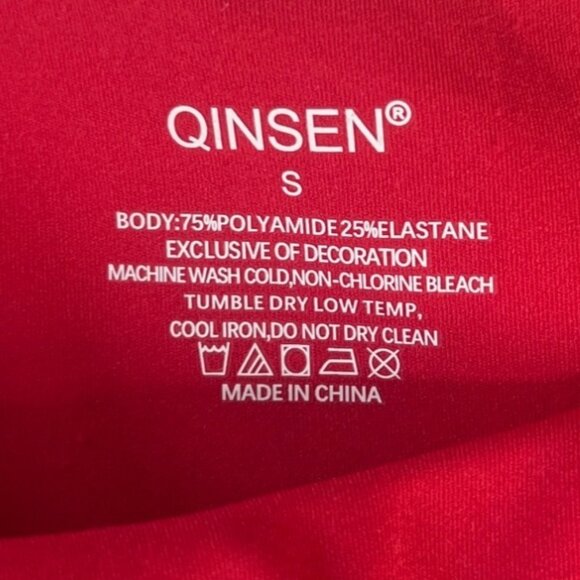 QINSEN®
S
BODY:75%POLYAMIDE 25%ELASTANE
EXCLUSIVE OF DECORATION
MACHINE WASH COLD,NON-CHLORINE BLEACH
TUMBLE DRY LOW TEMP,
COOL IRON,DO NOT DRY CLEAN
MADE IN CHINA